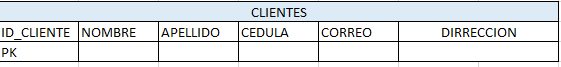 CLIENTES
ID_CLIENTE NOMBRE APELLIDO CEDULA CORREO DIRRECCION
PK